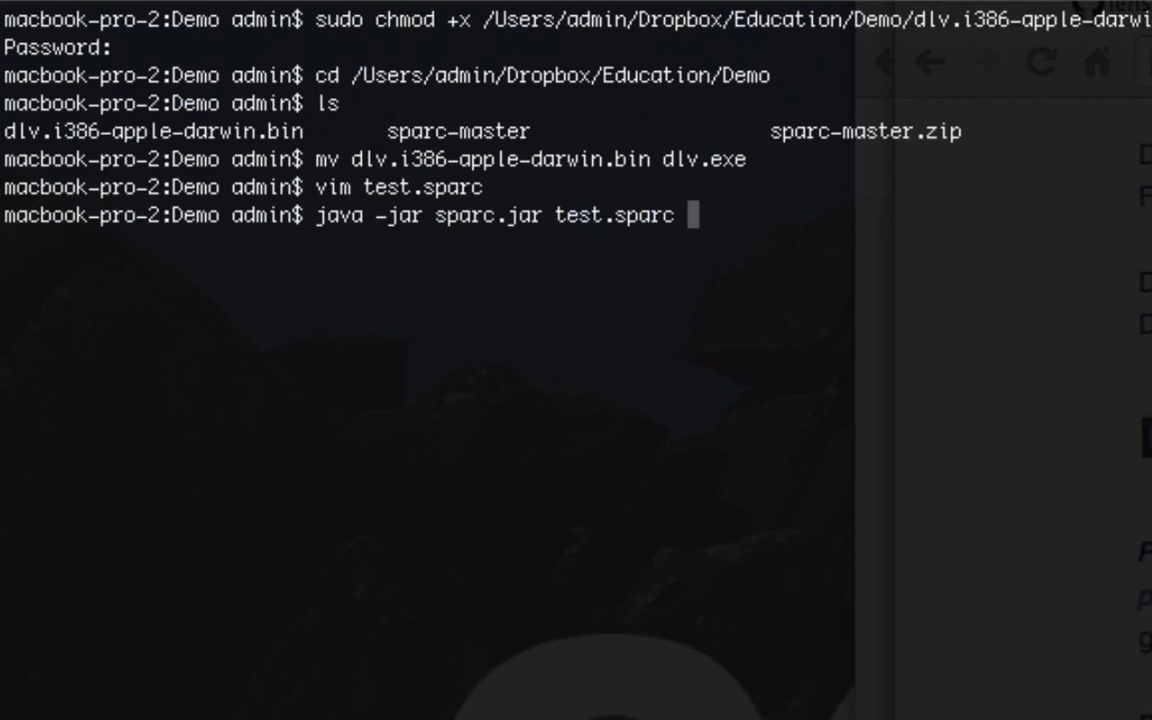 macbook-pro-2:Demo admin$ sudo chmod +x /Users/admin/Dropbox/Education/Demo/dlv.i386-apple-darwi
Password:
macbook-pro-2:Demo admin$ cd /Users/admin/Dropbox/Education/Demo
macbook-pro-2:Demo admin$ ls
dlv.i386-apple-darwin.bin sparc-master sparc-master.zip
macbook-pro-2:Demo admin$ mv dlv.i386-apple-darwin.bin dlv.exe
macbook-pro-2:Demo admin$ vim test.sparc
macbook-pro-2:Demo admin$ java -jar sparc.jar test.sparc